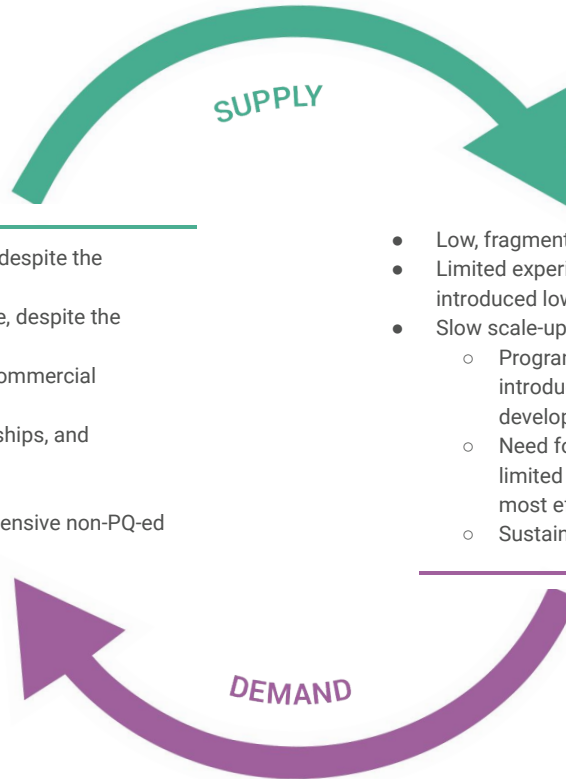 SUPPLY
despite the
, despite the
ommercial
ships, and
ensive non-PQ-ed
● Low, fragment
● Limited experi
introduced low
● Slow scale-up
○ Program
introdu
develop
○ Need fo
limited
most e
○ Sustain
DEMAND